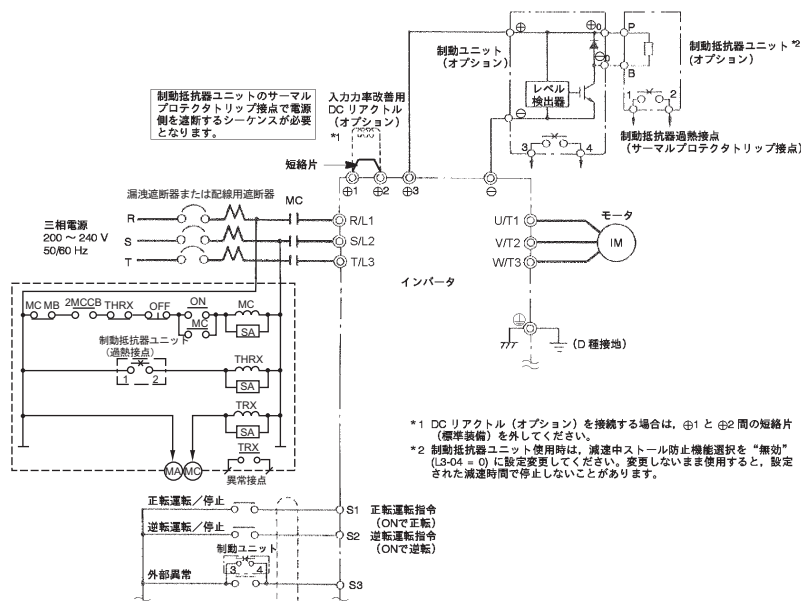 制動ユニット
(オプション)
レベル
検出器
3
4
P
B
1
2
制動抵抗器ユニット*2
(オプション)
制動抵抗器過熱接点
(サーマルプロテクタトリップ接点)
制動抵抗器ユニットのサーマル
プロテクタトリップ接点で電源
側を遮断するシーケンスが必要
となります。
入力力率改善用
DC リアクトル
(オプション)
*1
短絡片
⊕1
⊕2
⊕3
⊖
⊕
⊕0
⊖
⊖0
漏洩遮断器または配線用遮断器
MC
三相電源
200 ～ 240 V
50/60 Hz
R
S
T
R/L1
S/L2
T/L3
インバータ
U/T1
V/T2
W/T3
モータ
IM
(D 種接地)
MC MB
2MCCB
THRX
OFF
ON
MC
MC
SA
制動抵抗器ユニット
(過熱接点)
1
2
THRX
SA
TRX
SA
TRX
MA
MC
異常接点
*1 DC リアクトル（オプション）を接続する場合は，⊕1 と ⊕2 間の短絡片
（標準装備）を外してください。
*2 制動抵抗器ユニット使用時は，減速中ストール防止機能選択を “無効”
(L3-04 = 0) に設定変更してください。変更しないまま使用すると，設定
された減速時間で停止しないことがあります。
正転運転／停止
S1
正転運転指令
(ONで正転)
逆転運転／停止
S2
逆転運転指令
(ONで逆転)
制動ユニット
3
4
外部異常
S3